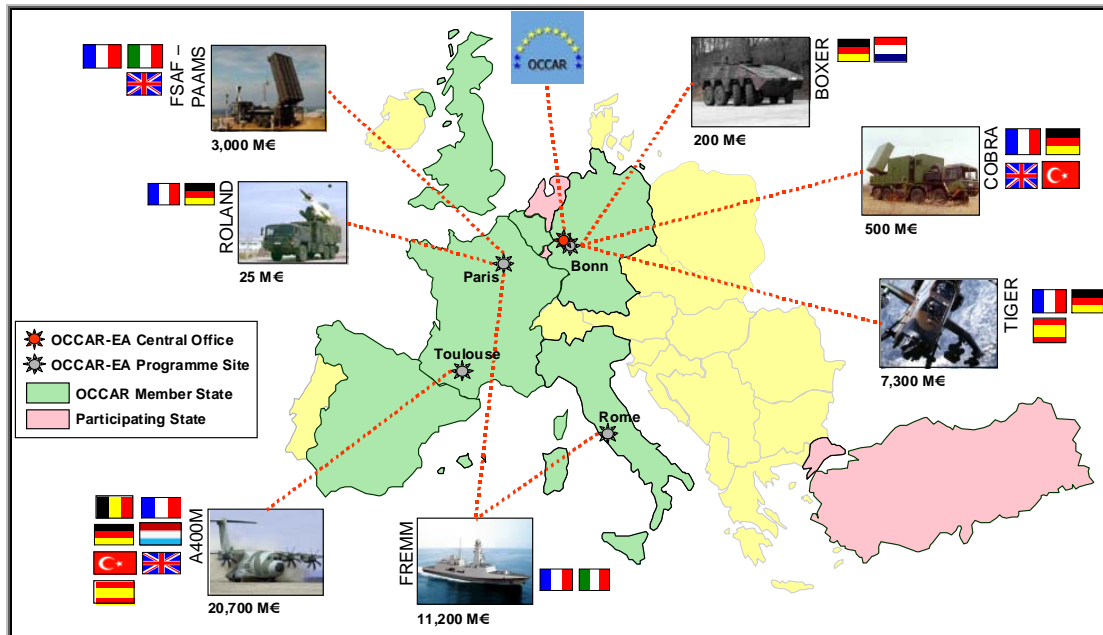 OCCAR
FSAF –
PAAMS
3,000 M€
BOXER
200 M€
COBRA
500 M€
ROLAND
25 M€
Paris
Bonn
TIGER
7,300 M€
OCCAR-EA Central Office
OCCAR-EA Programme Site
OCCAR Member State
Participating State
Toulouse
Rome
A400M
20,700 M€
FREMM
11,200 M€